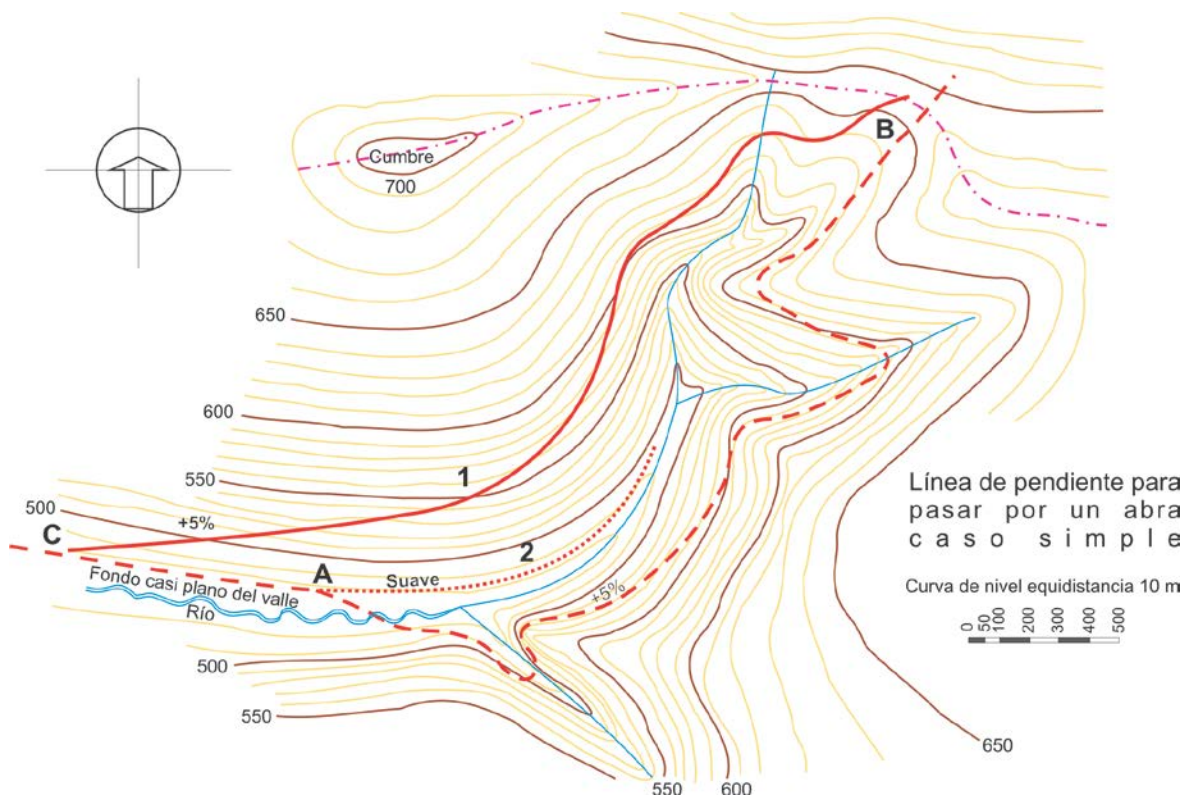 Cumbre
700
B
650
600
550
1
500
+5%
C
2
A
Suave
Fondo casi plano del valle
Río
+5%
500
550
550
600
650
Línea de pendiente para
pasar por un abra
caso simple
Curva de nivel equidistancia 10 m
0 50 100 200 300 400 500